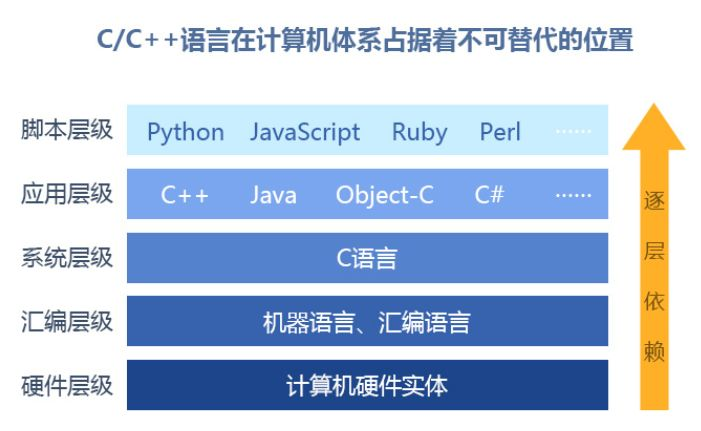 C/C++语言在计算机体系占据着不可替代的位置
脚本层级 Python JavaScript Ruby Perl ……
应用层级 C++ Java Object-C C# ……
系统层级 C语言
汇编层级 机器语言、汇编语言
硬件层级 计算机硬件实体
逐
层
依
赖